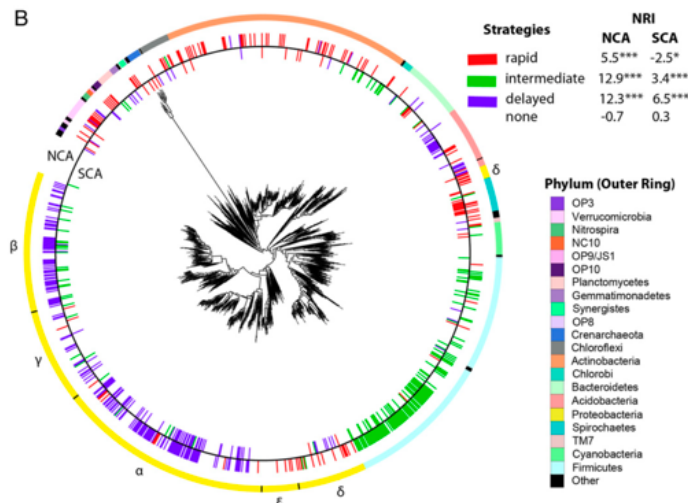 B
Strategies NRI
NCA SCA
rapid 5.5*** -2.5*
intermediate 12.9*** 3.4***
delayed 12.3*** 6.5***
none -0.7 0.3
NCA
SCA
δ
β
γ
α
ε
δ
Phylum (Outer Ring)
OP3
Verrucomicrobia
Nitrospira
NC10
OP9/JS1
OP10
Planctomycetes
Gemmatimonadetes
Synergistes
OP8
Crenarchaeota
Chloroflexi
Actinobacteria
Chlorobi
Bacteroidetes
Acidobacteria
Proteobacteria
Spirochaetes
TM7
Cyanobacteria
Firmicutes
Other